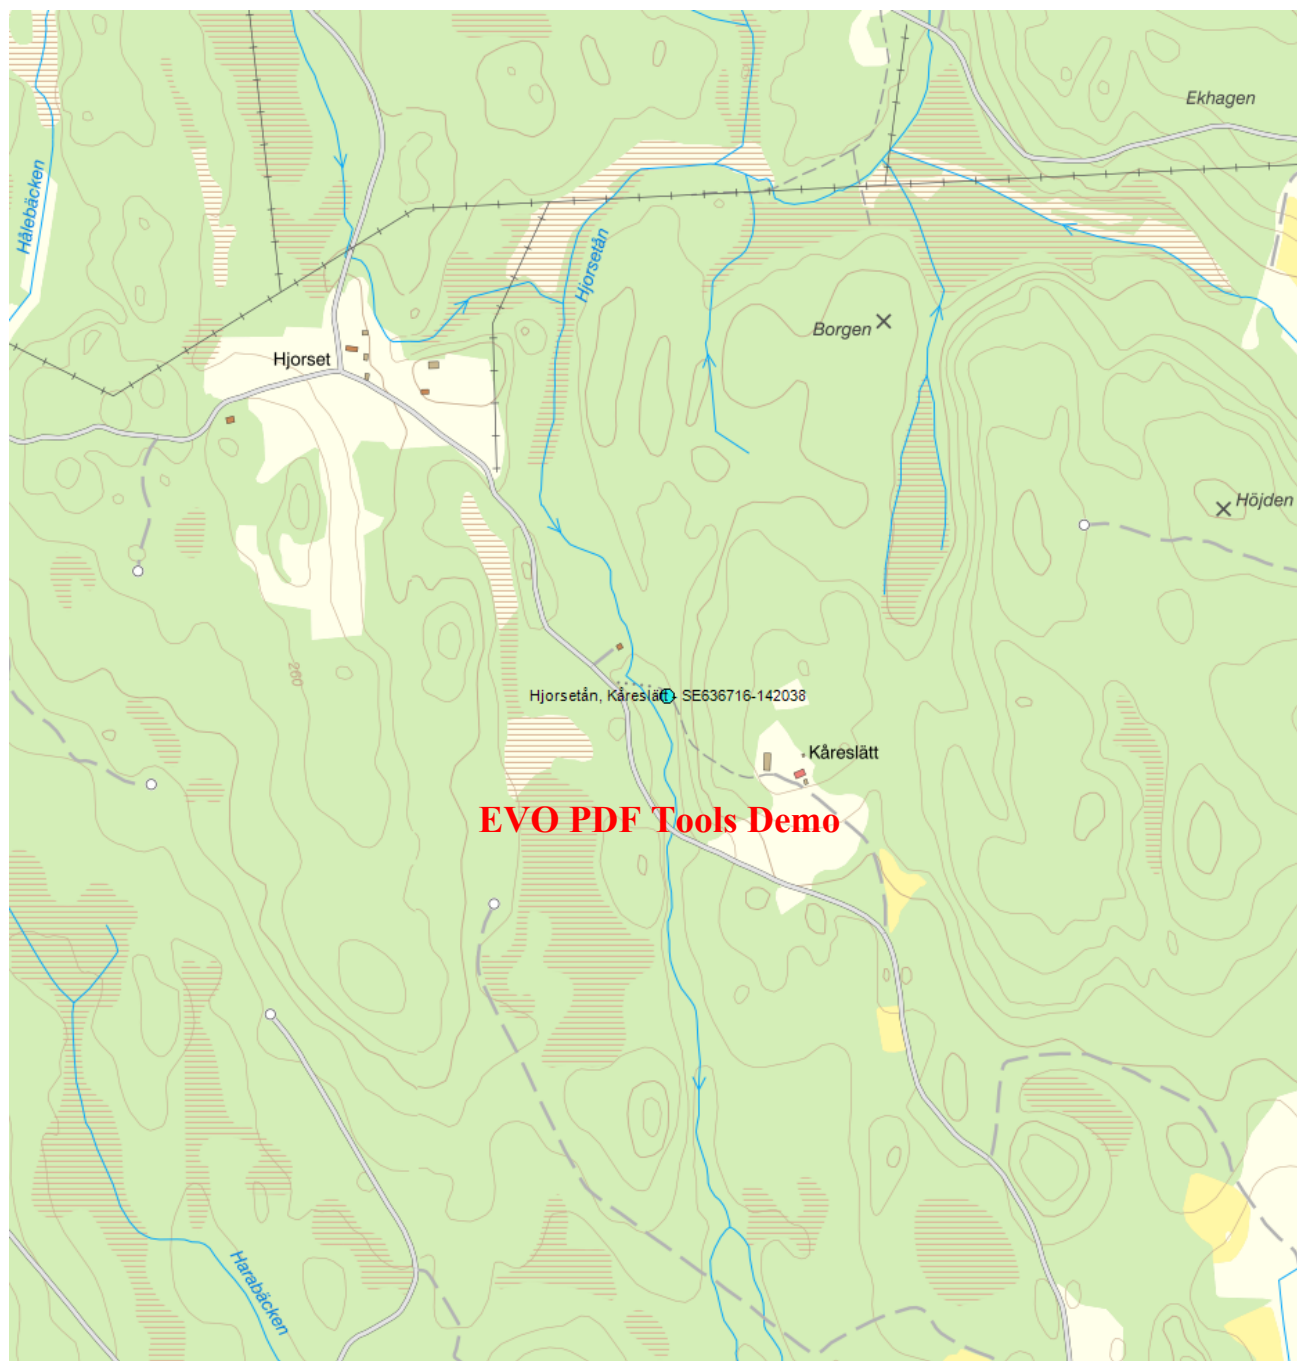 Ekhagen
Hålebäcken
Hjorsetån
Borgen
Hjorset
Höjden
260
Hjorsetån, Kåreslätt - SE636716-142038
Kåreslätt
EVO PDF Tools Demo
Harabäcken